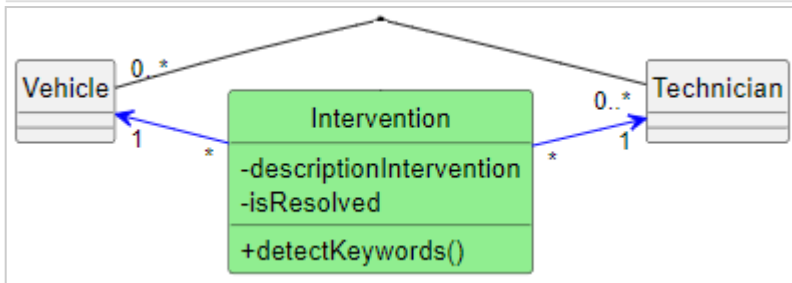 0..*
Vehicle
Technician
0..*
Intervention
1
1
*
*
-descriptionIntervention
-isResolved
+detectKeywords()